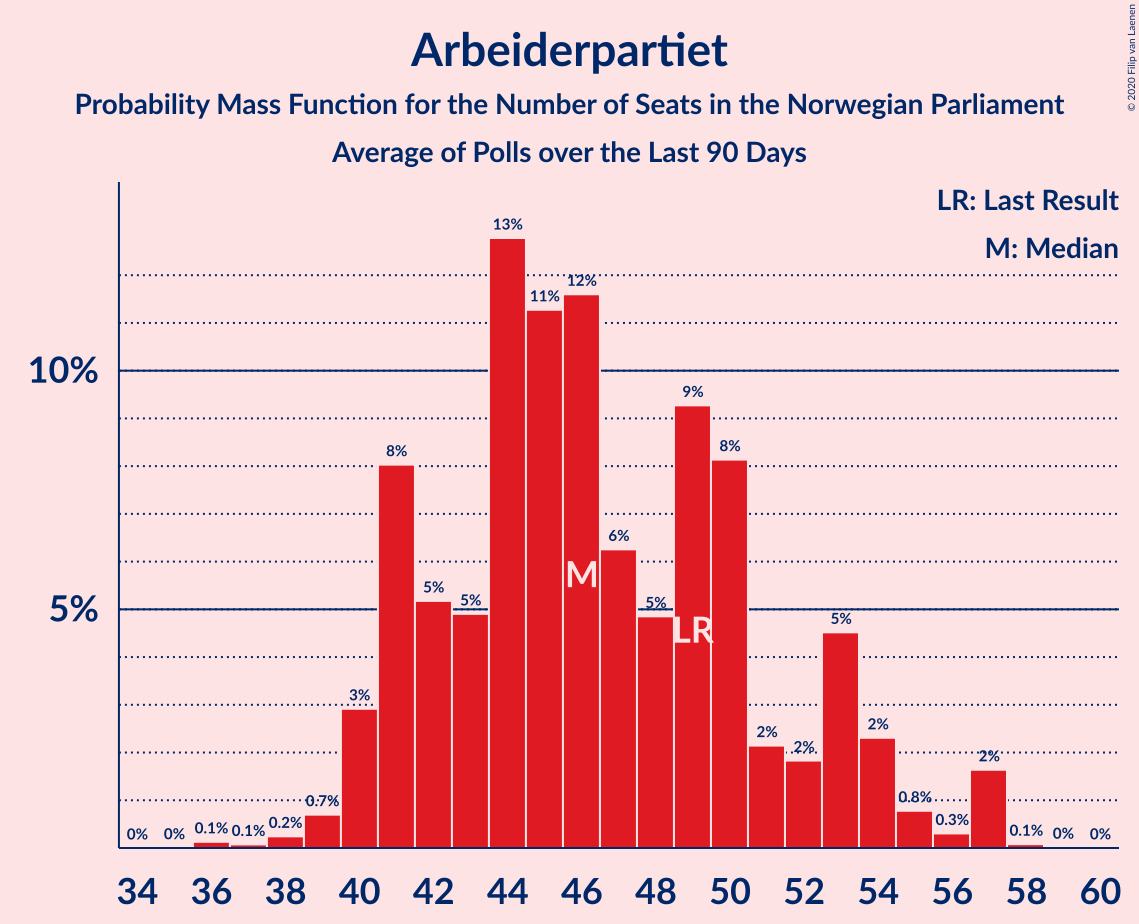 Arbeiderpartiet
Probability Mass Function for the Number of Seats in the Norwegian Parliament
Average of Polls over the Last 90 Days
© 2020 Filip van Laenen
LR: Last Result
M: Median
10%
5%
0% 0% 0.1% 0.1% 0.2% 0.7% 3% 8% 5% 5% 13% 11% 12% 6% 5% 9% 8% 2% 2% 5% 2% 0.8% 0.3% 2% 0.1% 0% 0%
M
LR
34 36 38 40 42 44 46 48 50 52 54 56 58 60